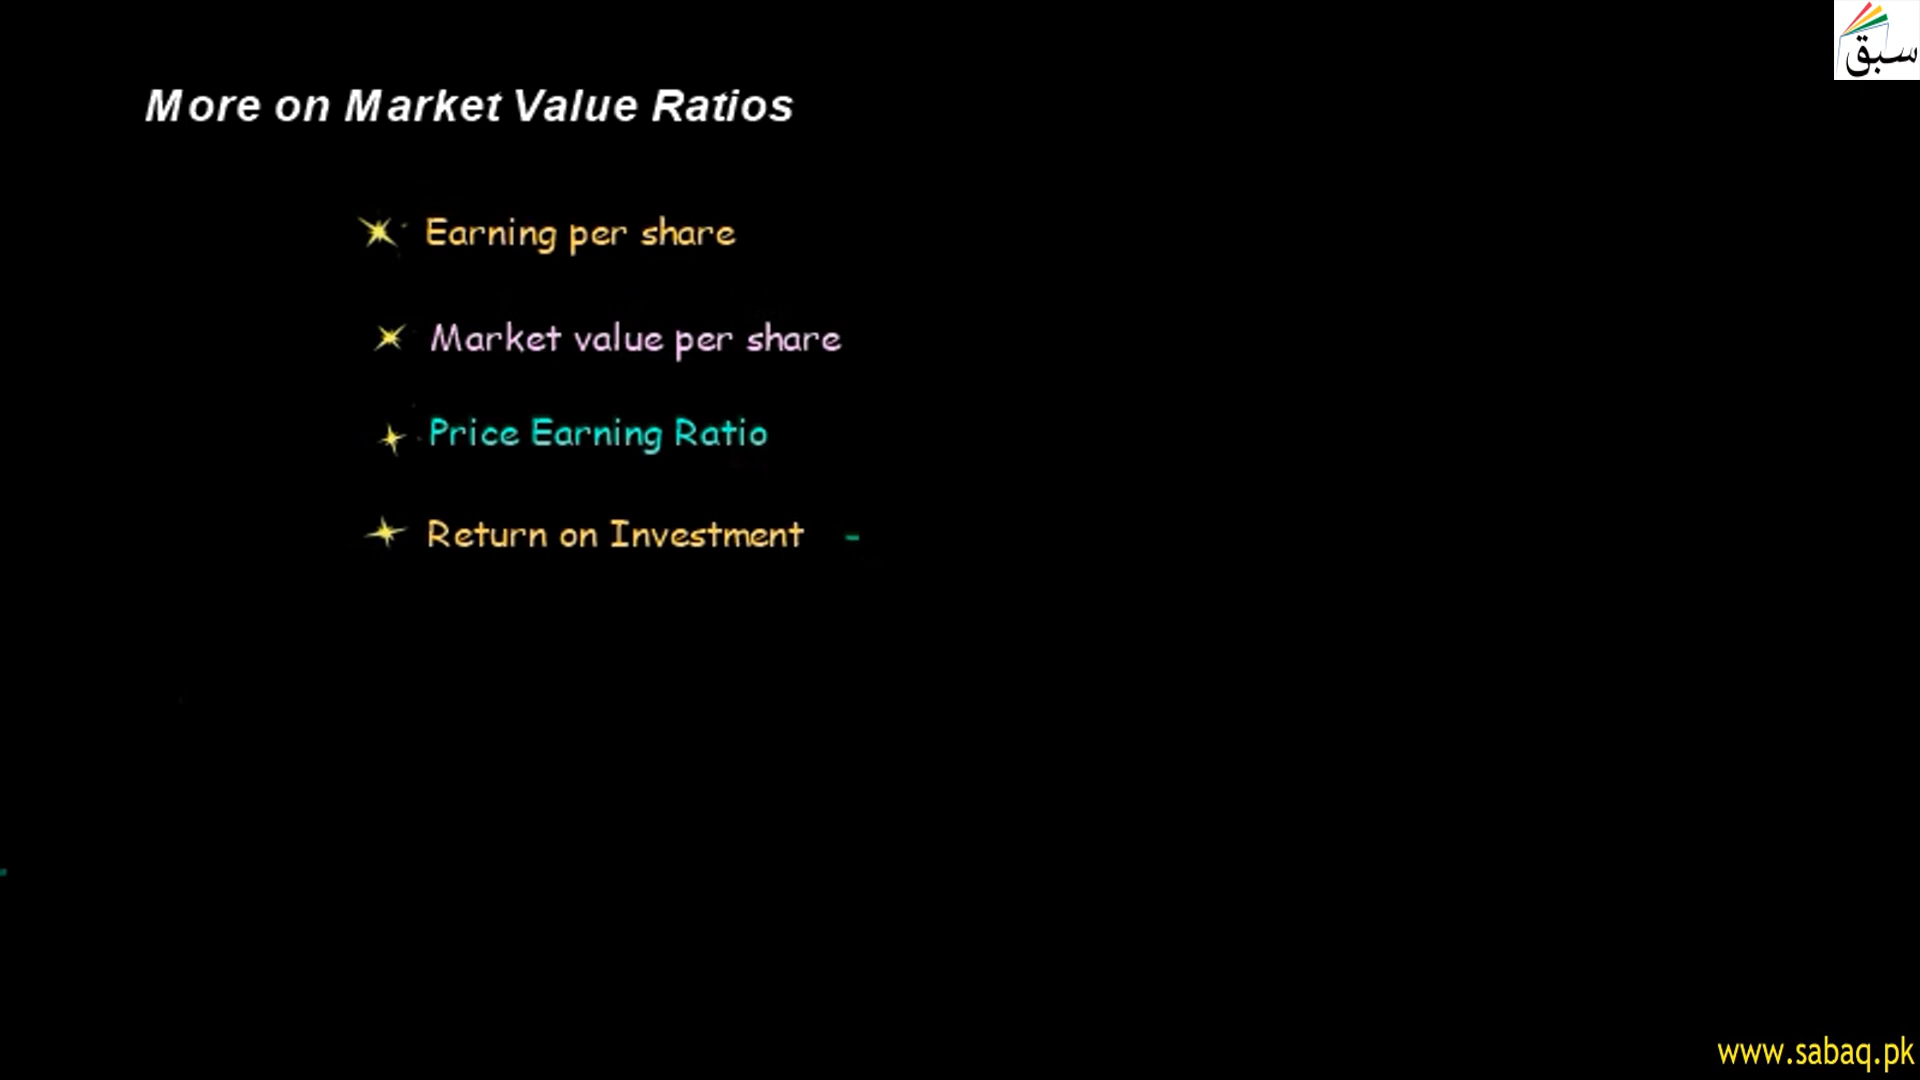 سبق
More on Market Value Ratios
Earning per share
Market value per share
Price Earning Ratio
Return on Investment -
www.sabaq.pk